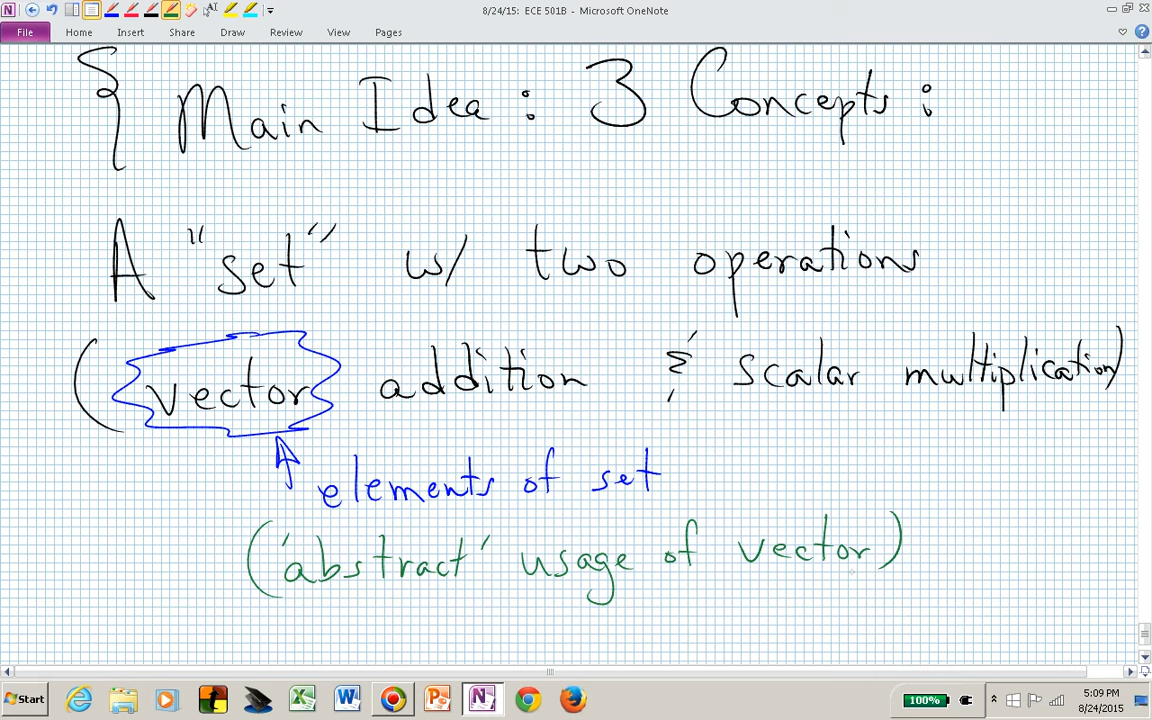 8/24/15: ECE 501B - Microsoft OneNote
File Home Insert Share Draw Review View Pages
{ Main Idea: 3 Concepts:
A "set" w/ two operations
(vector addition & scalar multiplication)
elements of set
('abstract' usage of vector)
Start 100% 5:09 PM
8/24/2015